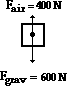 Fair = 400 N
Fgrav = 600 N